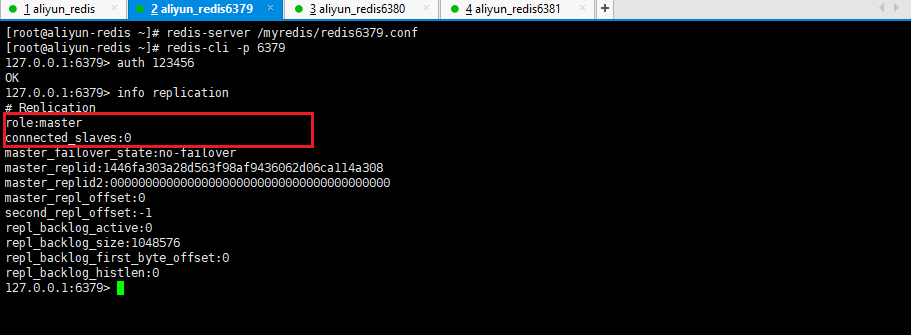 1 aliyun_redis × 2 aliyun_redis6379 × 3 aliyun_redis6380 × 4 aliyun_redis6381 × +
[root@aliyun-redis ~]# redis-server /myredis/redis6379.conf
[root@aliyun-redis ~]# redis-cli -p 6379
127.0.0.1:6379> auth 123456
OK
127.0.0.1:6379> info replication
# Replication
role:master
connected_slaves:0
master_failover_state:no-failover
master_replid:1446fa303a28d563f98af9436062d06ca114a308
master_replid2:0000000000000000000000000000000000000000
master_repl_offset:0
second_repl_offset:-1
repl_backlog_active:0
repl_backlog_size:1048576
repl_backlog_first_byte_offset:0
repl_backlog_histlen:0
127.0.0.1:6379>